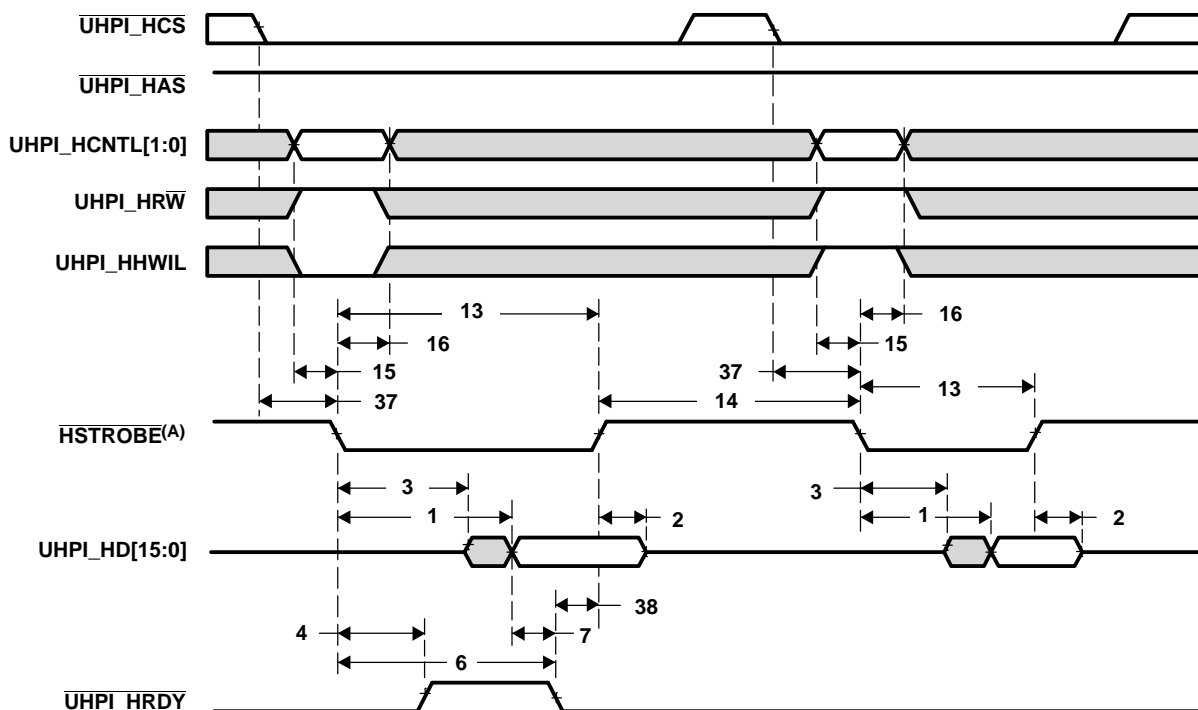 UHPI_HCS
UHPI_HAS
UHPI_HCNTL[1:0]
UHPI_HRW
UHPI_HHWIL
13
16
16
15
15
37
13
37
14
HSTROBE(A)
3
3
1
2
1
2
UHPI_HD[15:0]
38
4
7
6
UHPI_HRDY